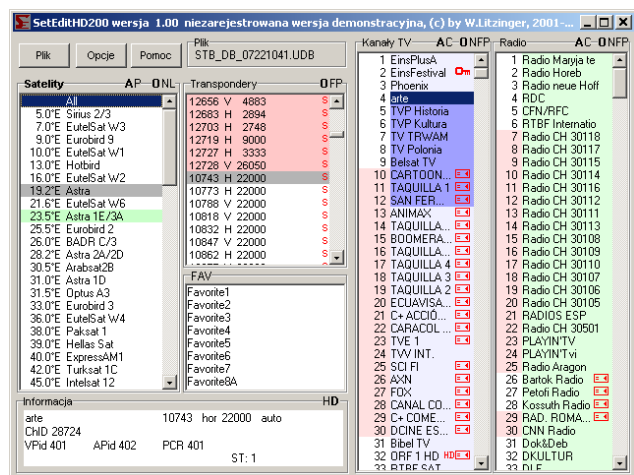 SetEditHD200 wersja 1.00 niezarejestrowana wersja demonstracyjna, (c) by W.Litzinger, 2001-...
Plik
Opcje
Pomoc
Plik
STB_DB_07221041.UDB
Satelity AP ONL
All
5.0°E Sirius 2/3
7.0°E EutelSat W3
9.0°E Eurobird 9
10.0°E EutelSat W1
13.0°E Hotbird
16.0°E EutelSat W2
19.2°E Astra
21.6°E EutelSat W6
23.5°E Astra 1E/3A
25.5°E Eurobird 2
26.0°E BADR C/3
28.2°E Astra 2A/2D
30.5°E Arabsat2B
31.0°E Astra 1D
31.5°E Optus A3
33.0°E Eurobird 3
36.0°E EutelSat W4
38.0°E Paksat 1
39.0°E Hellas Sat
40.0°E ExpressAM1
42.0°E Turksat 1C
45.0°E Intelsat 12
Transpondery OFP
12656 V 4883 S
12683 H 2894 S
12703 H 2748 S
12719 H 9000 S
12727 H 3333 S
12728 V 26050 S
10743 H 22000 S
10773 H 22000 S
10788 V 22000 S
10818 V 22000 S
10832 H 22000 S
10847 V 22000 S
10862 H 22000 S
FAV
Favorite1
Favorite2
Favorite3
Favorite4
Favorite5
Favorite6
Favorite7
Favorite8A
Informacja HD
arte 10743 hor 22000 auto
ChID 28724
VPid 401 APid 402 PCR 401
ST: 1
Kanały TV AC ONFP
1 EinsPlusA
2 EinsFestival
3 Phoenix
4 arte
5 TVP Historia
6 TVP Kultura
7 TV TRWAM
8 TV Polonia
9 Belsat TV
10 CARTOON...
11 TAQUILLA 1
12 SAN FER...
13 ANIMAX
14 TAQUILLA...
15 BOOMERA...
16 TAQUILLA...
17 TAQUILLA 4
18 TAQUILLA 3
19 TAQUILLA 2
20 ECUAVISA...
21 C+ ACCIÓ...
22 CARACOL ...
23 TVE 1
24 TVV INT.
25 SCI FI
26 AXN
27 FOX
28 CANAL CO...
29 C+ COME...
30 DCINE ES...
31 Bibel TV
32 ORF 1 HD HD
33 RTBF SAT
Radio AC ONFP
1 Radio Maryja te
2 Radio Horeb
3 Radio neue Hoff
4 RDC
5 CFN/RFC
6 RTBF Internatio
7 Radio CH 30118
8 Radio CH 30117
9 Radio CH 30115
10 Radio CH 30114
11 Radio CH 30116
12 Radio CH 30112
13 Radio CH 30111
14 Radio CH 30113
15 Radio CH 30108
16 Radio CH 30109
17 Radio CH 30110
18 Radio CH 30107
19 Radio CH 30106
20 Radio CH 30105
21 RADIOS ESP
22 Radio CH 30501
23 PLAYIN'TV
24 PLAYIN'Tvi
25 Radio Aragon
26 Bartok Radio
27 Petofi Radio
28 Kossuth Radio
29 RAD. ROMA...
30 CNN Radio
31 Dok&Deb
32 DKULTUR
33 DLF